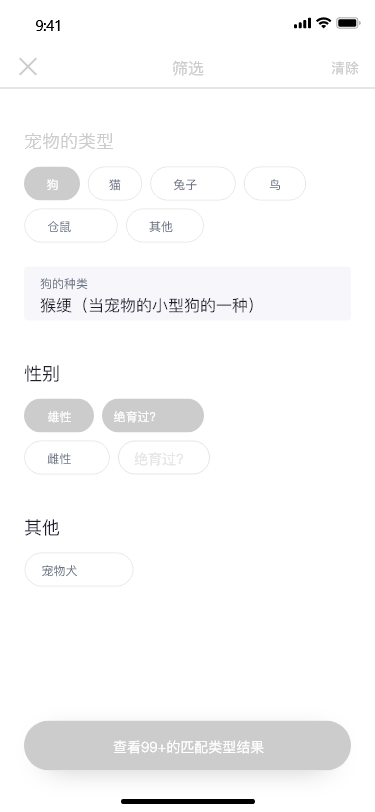 9:41
筛选
清除
宠物的类型
狗
猫
兔子
鸟
仓鼠
其他
狗的种类
猴绠（当宠物的小型狗的一种）
性别
雄性
绝育过?
雌性
绝育过?
其他
宠物犬
查看99+的匹配类型结果